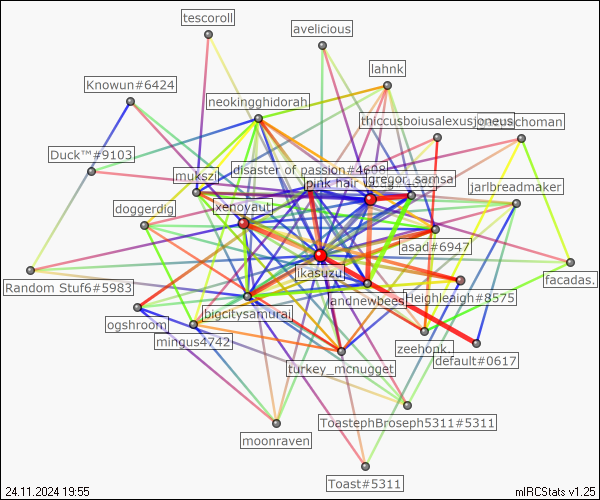 tescoroll
avelicious
lahnk
Knowun#6424
neokingghidorah
thiccusboiusalexusjoneus
choman
Duck™#9103
disaster of passion#4608
mukszi
pink hair
gregor_samsa
jarlbreadmaker
doggerdig
xenoyaut
asad#6947
ikasuzu
facadas.
Random Stuf6#5983
andnewbees
Heighleaigh#8575
ogshroom
bigcitysamurai
mingus4742
zeehonk.
default#0617
turkey_mcnugget
ToastephBroseph5311#5311
moonraven
Toast#5311
24.11.2024 19:55
mIRCStats v1.25